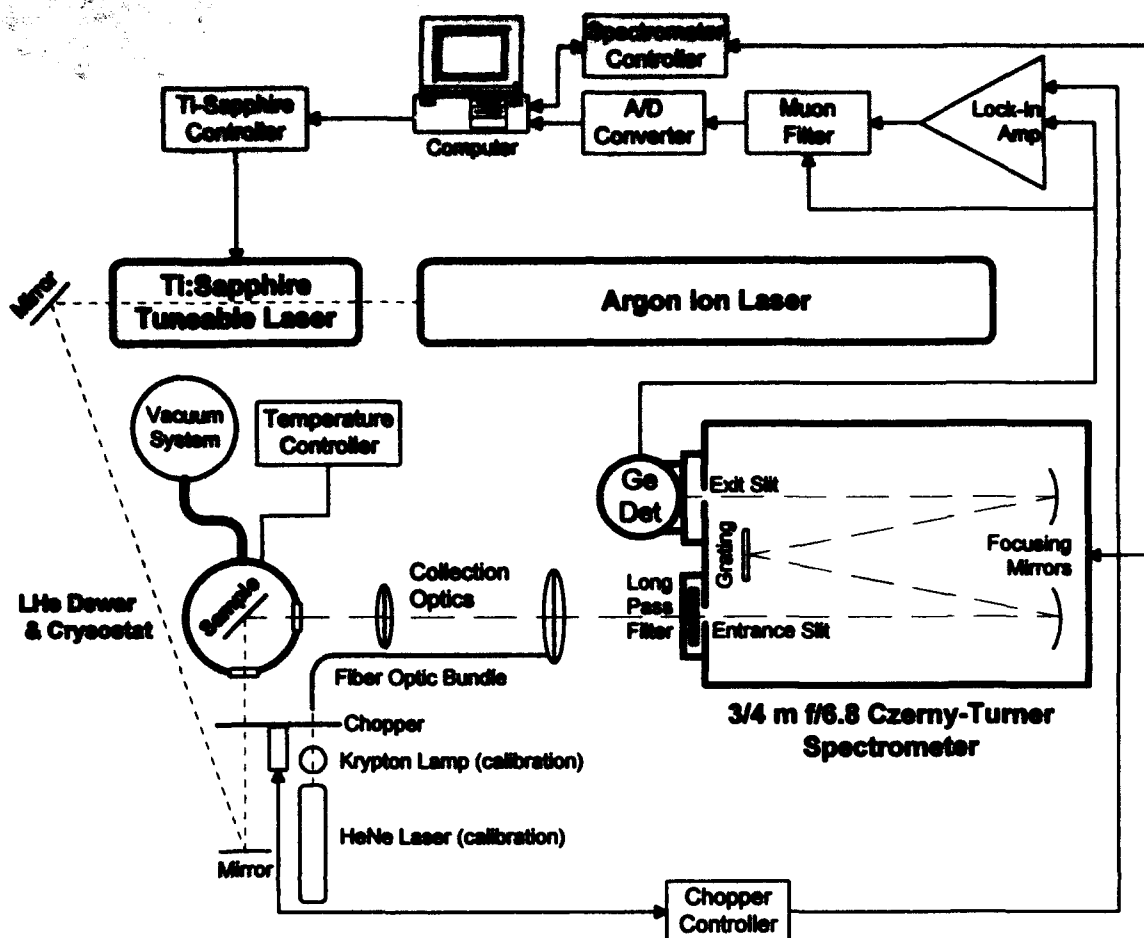 Spectrometer
Controller
Ti-Sapphire
Controller
Computer
A/D
Converter
Muon
Filter
Lock-in
Amp
Mirror
Ti:Sapphire
Tuneable Laser
Argon Ion Laser
Vacuum
System
Temperature
Controller
Ge
Det
Exit Slit
Grating
Focusing
Mirrors
LHe Dewer
& Cryostat
Sample
Collection
Optics
Long
Pass
Filter
Entrance Slit
Fiber Optic Bundle
3/4 m f/6.8 Czerny-Turner
Spectrometer
Chopper
Krypton Lamp (calibration)
HeNe Laser (calibration)
Mirror
Chopper
Controller